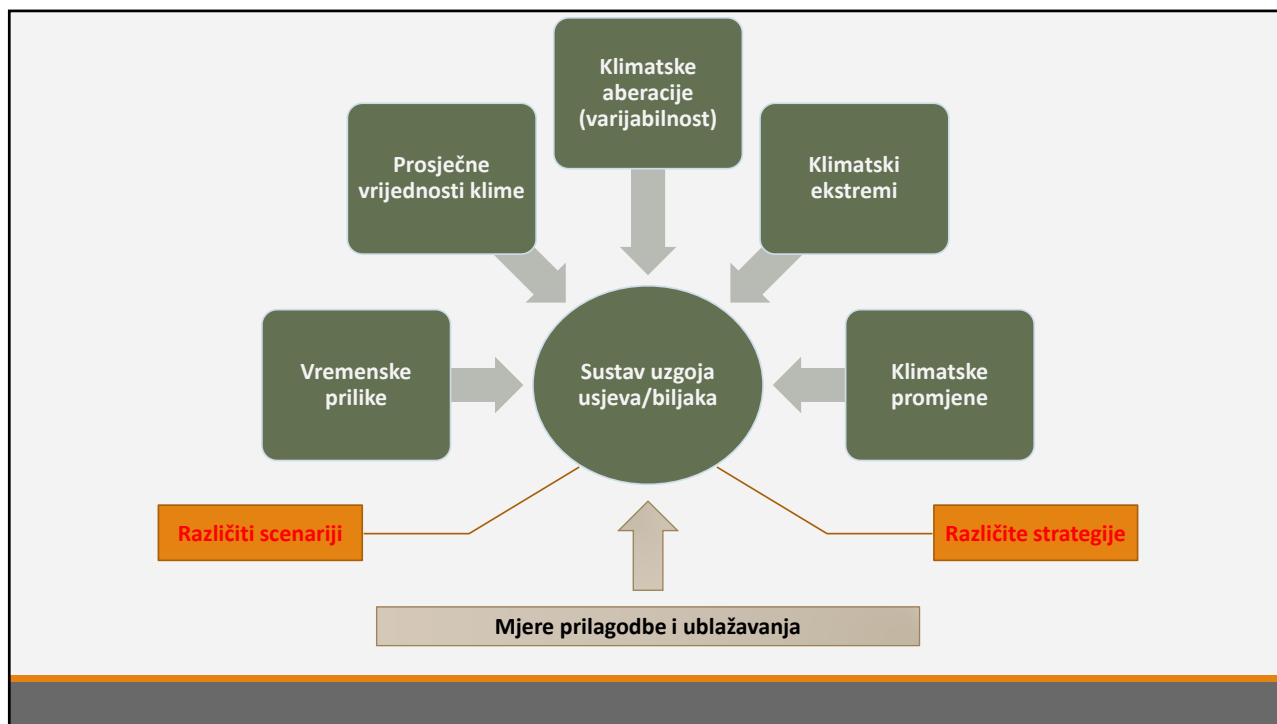 Klimatske
aberacije
(varijabilnost)
Prosječne
vrijednosti klime
Klimatski
ekstremi
Vremenske
prilike
Sustav uzgoja
usjeva/biljaka
Klimatske
promjene
Različiti scenariji
Različite strategije
Mjere prilagodbe i ublažavanja